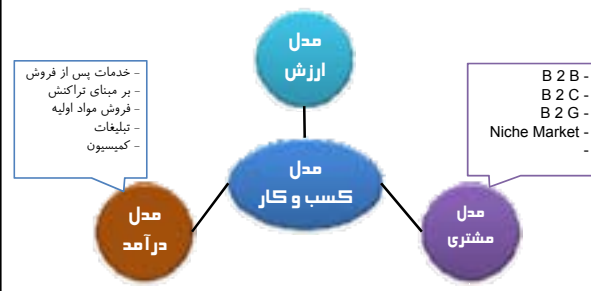 مدل
ارزش
- B 2 B
- B 2 C
- B 2 G
- Niche Market
-
- خدمات پس از فروش
- بر مبنای تراکنش
- فروش مواد اولیه
- تبلیغات
- کمیسیون
مدل
کسب و کار
مدل
مشتری
مدل
درآمد